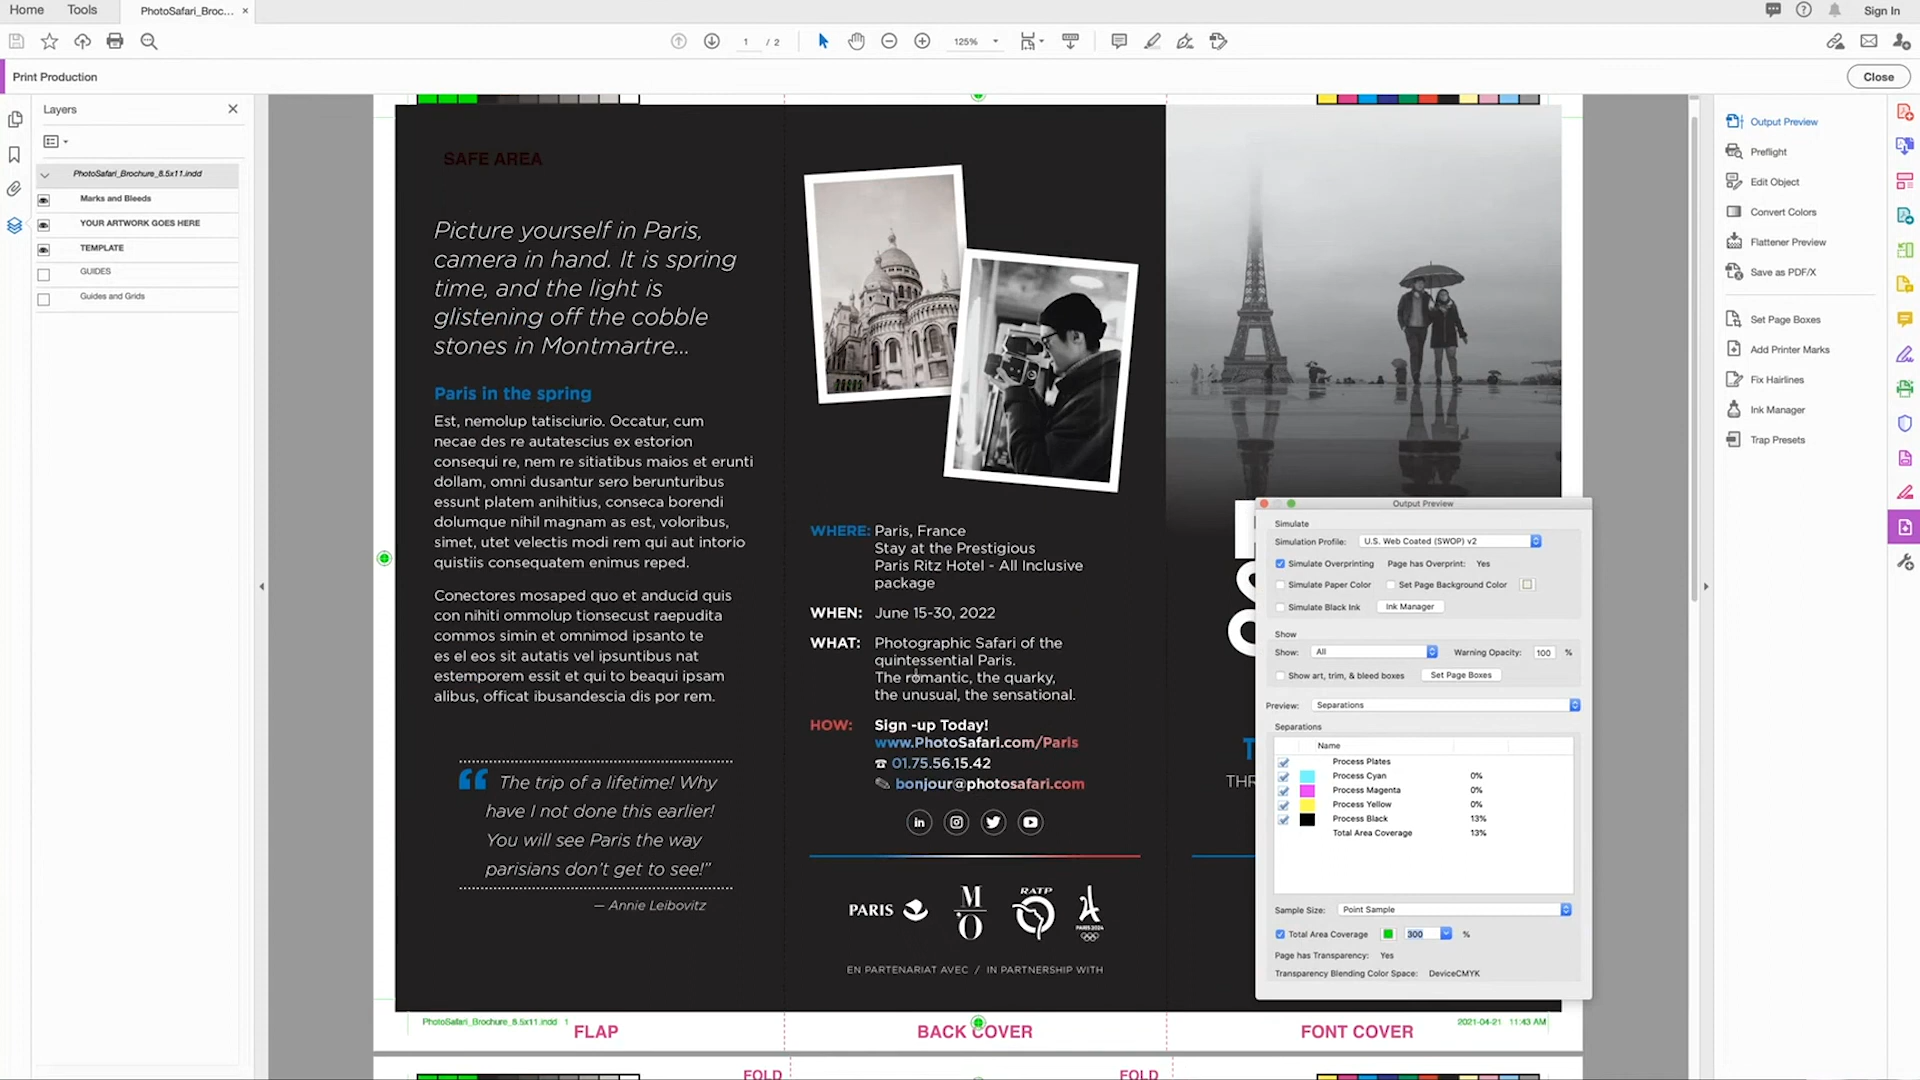 Home
Tools
PhotoSafari_Broc...
Sign In
1 / 2
125%
Print Production
Close
Layers
PhotoSafari_Brochure_8.5x11.indd
Marks and Bleeds
YOUR ARTWORK GOES HERE
TEMPLATE
GUIDES
Guides and Grids
SAFE AREA
Picture yourself in Paris,
camera in hand. It is spring
time, and the light is
glistening off the cobble
stones in Montmartre...
Paris in the spring
Est, nemolup tatisciurio. Occatur, cum
necae des re autatescius ex estorion
consequi re, nem re sitiatibus maios et erunti
dollam, omni dusantur sero berunturibus
essunt platem anihitius, conseca borendi
dolumque nihil magnam as est, voloribus,
simet, utet velectis modi rem qui aut intorio
quistiis consequatem enimus reped.
Conectores mosaped quo et anducid quis
con nihiti ommolup tionsecust raepudita
commos simin et omnimod ipsanto te
es el eos sit autatis vel ipsuntibus nat
estemporem essit et qui to beaqui ipsam
alibus, officat ibusandescia dis por rem.
“ The trip of a lifetime! Why
have I not done this earlier!
You will see Paris the way
parisians don't get to see!”
— Annie Leibovitz
WHERE: Paris, France
Stay at the Prestigious
Paris Ritz Hotel - All Inclusive
package
WHEN: June 15-30, 2022
WHAT: Photographic Safari of the
quintessential Paris.
The romantic, the quarky,
the unusual, the sensational.
HOW: Sign -up Today!
www.PhotoSafari.com/Paris
01.75.56.15.42
bonjour@photosafari.com
in
PARIS
M
O
RATP
PARIS 2024
EN PARTENARIAT AVEC / IN PARTNERSHIP WITH
THR
PhotoSafari_Brochure_8.5x11.indd 1
2021-04-21 11:43 AM
FLAP
BACK COVER
FONT COVER
FOLD
FOLD
Output Preview
Simulate
Simulation Profile: U.S. Web Coated (SWOP) v2
Simulate Overprinting
Page has Overprint: Yes
Simulate Paper Color
Set Page Background Color
Simulate Black Ink
Ink Manager
Show
Show: All
Warning Opacity: 100 %
Show art, trim, & bleed boxes
Set Page Boxes
Preview: Separations
Separations
Name
Process Plates
Process Cyan 0%
Process Magenta 0%
Process Yellow 0%
Process Black 13%
Total Area Coverage 13%
Sample Size: Point Sample
Total Area Coverage 300 %
Page has Transparency: Yes
Transparency Blending Color Space: DeviceCMYK
Output Preview
Preflight
Edit Object
Convert Colors
Flattener Preview
Save as PDF/X
Set Page Boxes
Add Printer Marks
Fix Hairlines
Ink Manager
Trap Presets